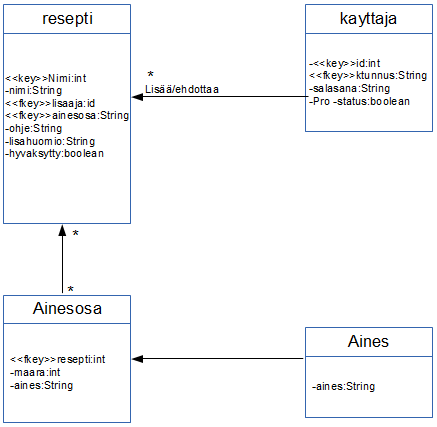 resepti
<<key>>Nimi:int
-nimi:String
<<fkey>>lisaaja:id
<<fkey>>ainesosa:String
-ohje:String
-lisahuomio:String
-hyvaksytty:boolean
*
Lisää/ehdottaa
kayttaja
-<<key>>id:int
<<fkey>>ktunnus:String
-salasana:String
-Pro -status:boolean
*
*
Ainesosa
<<fkey>>resepti:int
-maara:int
-aines:String
Aines
-aines:String